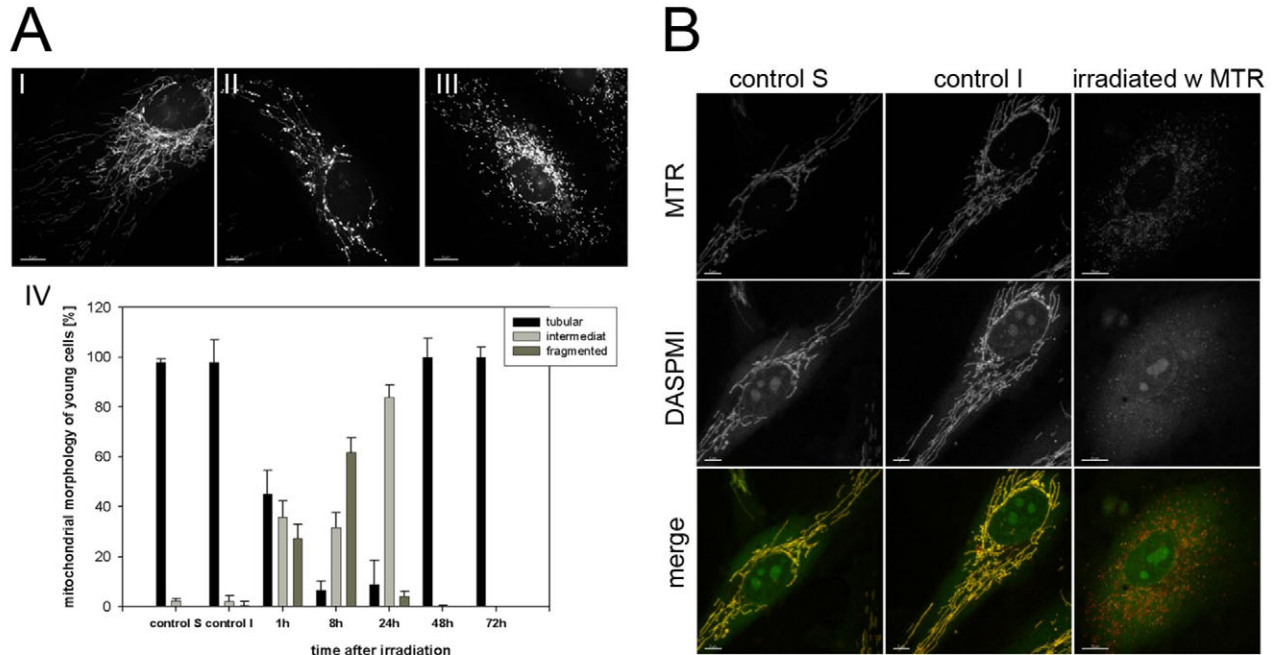 A
I
II
III
IV
mitochondrial morphology of young cells [%]
120
100
80
60
40
20
0
tubular
intermediat
fragmented
control S control I 1h 8h 24h 48h 72h
time after irradiation
B
control S control I irradiated w MTR
MTR
DASPMI
merge